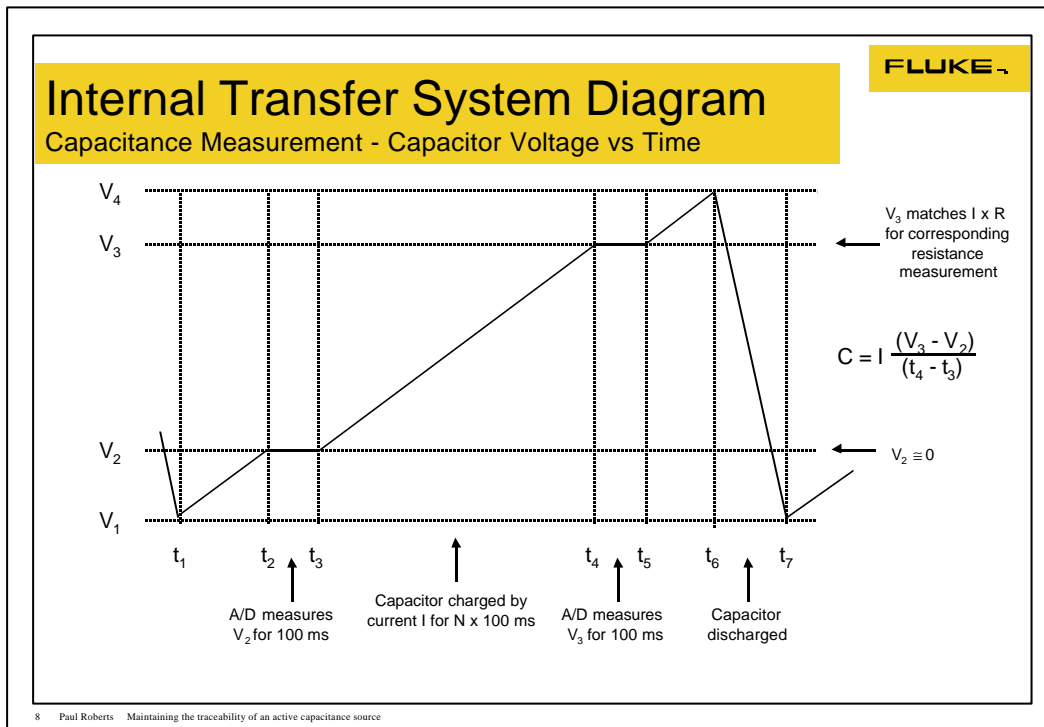 FLUKE
Internal Transfer System Diagram
Capacitance Measurement - Capacitor Voltage vs Time
V4
V3
V2
V1
V3 matches I x R
for corresponding
resistance
measurement
C = I (V3 - V2)
(t4 - t3)
V2 ≅ 0
t1 t2 t3 t4 t5 t6 t7
A/D measures
V2 for 100 ms
Capacitor charged by
current I for N x 100 ms
A/D measures
V3 for 100 ms
Capacitor
discharged
8 Paul Roberts Maintaining the traceability of an active capacitance source